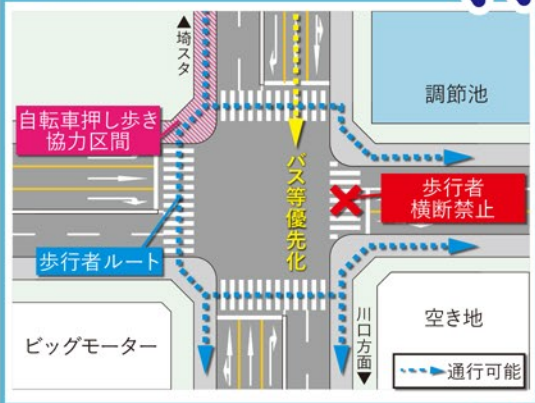 ▲埼スタ
調節池
自転車押し歩き
協力区間
バス等優先化
歩行者
横断禁止
歩行者ルート
ビッグモーター
川口方面▼
空き地
通行可能